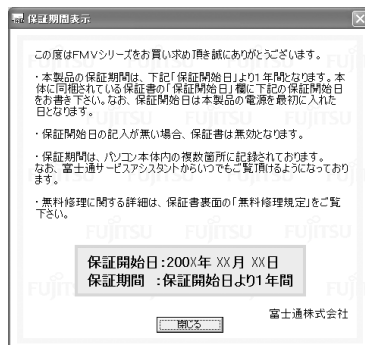 保証期間表示
この度はFMVシリーズをお買い求め頂き誠にありがとうございます。
・本製品の保証期間は、下記「保証開始日」より1年間となります。本
体に同梱されている保証書の「保証開始日」欄に下記の保証開始日
をお書き下さい。なお、保証開始日は本製品の電源を最初に入れた
日となります。
・保証開始日の記入が無い場合、保証書は無効となります。
・保証期間は、パソコン本体内の複数箇所に記録されております。
なお、富士通サービスアシスタントからいつでもご覧頂けるようになっており
ます。
・無料修理に関する詳細は、保証書裏面の「無料修理規定」をご覧
下さい。
保証開始日:200X年 XX月 XX日
保証期間 :保証開始日より1年間
富士通株式会社
閉じる
FUJITSU FUJITSU FUJITSU